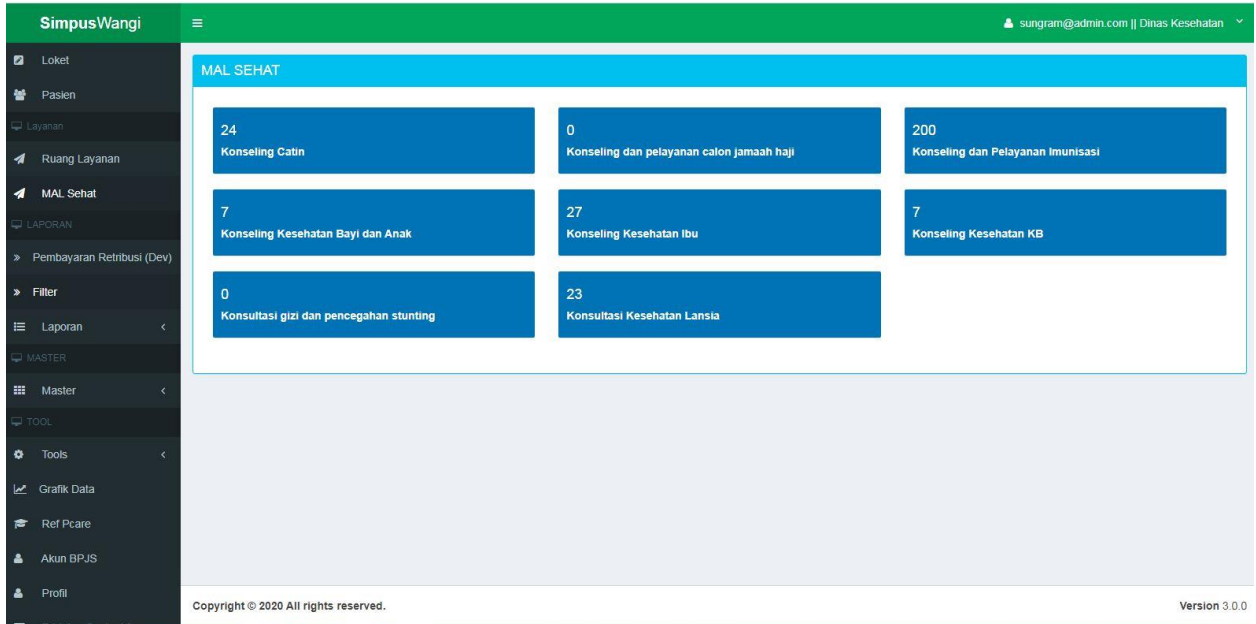 SimpusWangi
sungram@admin.com || Dinas Kesehatan
Loket
Pasien
Layanan
Ruang Layanan
MAL Sehat
LAPORAN
Pembayaran Retribusi (Dev)
Filter
Laporan
MASTER
Master
TOOL
Tools
Grafik Data
Ref Pcare
Akun BPJS
Profil
MAL SEHAT
24
Konseling Catin
0
Konseling dan pelayanan calon jamaah haji
200
Konseling dan Pelayanan Imunisasi
7
Konseling Kesehatan Bayi dan Anak
27
Konseling Kesehatan Ibu
7
Konseling Kesehatan KB
0
Konsultasi gizi dan pencegahan stunting
23
Konsultasi Kesehatan Lansia
Copyright © 2020 All rights reserved.
Version 3.0.0